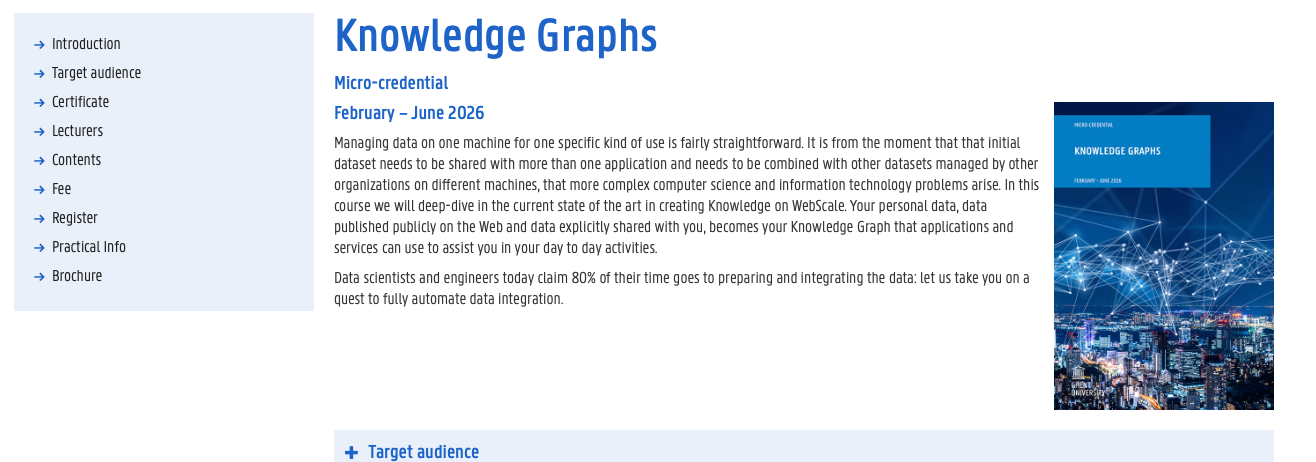 Introduction
Target audience
Certificate
Lecturers
Contents
Fee
Register
Practical Info
Brochure
Knowledge Graphs
Micro-credential
February – June 2026
Managing data on one machine for one specific kind of use is fairly straightforward. It is from the moment that that initial
dataset needs to be shared with more than one application and needs to be combined with other datasets managed by other
organizations on different machines, that more complex computer science and information technology problems arise. In this
course we will deep-dive in the current state of the art in creating Knowledge on WebScale. Your personal data, data
published publicly on the Web and data explicitly shared with you, becomes your Knowledge Graph that applications and
services can use to assist you in your day to day activities.
Data scientists and engineers today claim 80% of their time goes to preparing and integrating the data: let us take you on a
quest to fully automate data integration.
MICRO-CREDENTIAL
KNOWLEDGE GRAPHS
FEBRUARY - JUNE 2026
GHENT
UNIVERSITY
Target audience